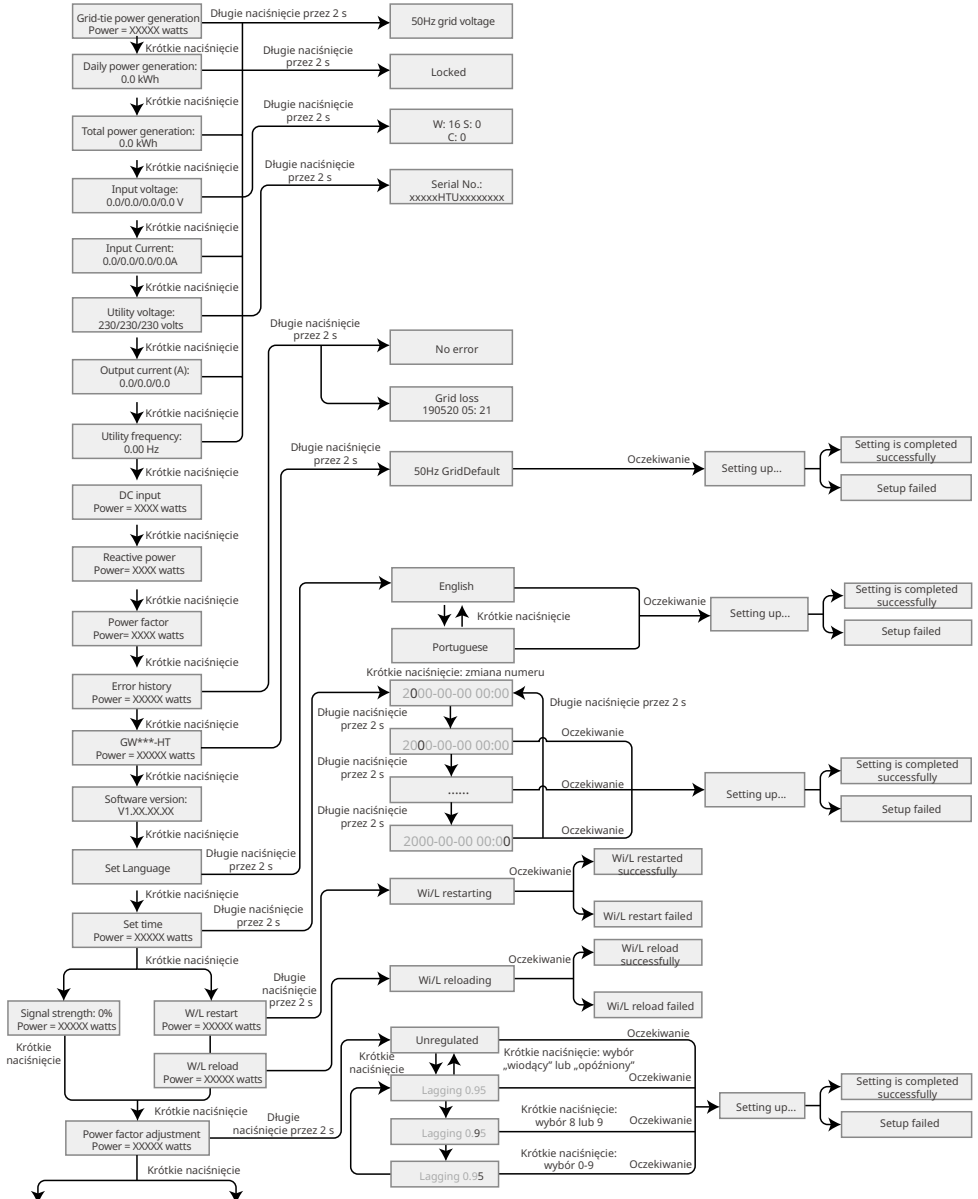 Grid-tie power generation
Power = XXXXX watts
Długie naciśnięcie przez 2 s
50Hz grid voltage
Krótkie naciśnięcie
Daily power generation:
0.0 kWh
Długie naciśnięcie
przez 2 s
Locked
Krótkie naciśnięcie
Total power generation:
0.0 kWh
Długie naciśnięcie
przez 2 s
W: 16 S: 0
C: 0
Krótkie naciśnięcie
Input voltage:
0.0/0.0/0.0/0.0 V
Długie naciśnięcie
przez 2 s
Serial No.:
xxxxxHTUxxxxxxxx
Krótkie naciśnięcie
Input Current:
0.0/0.0/0.0/0.0A
Krótkie naciśnięcie
Utility voltage:
230/230/230 volts
Krótkie naciśnięcie
Output current (A):
0.0/0.0/0.0
Długie naciśnięcie
przez 2 s
No error
Grid loss
190520 05: 21
Krótkie naciśnięcie
Utility frequency:
0.00 Hz
Długie naciśnięcie
przez 2 s
50Hz GridDefault
Oczekiwanie
Setting up...
Setting is completed
successfully
Setup failed
Krótkie naciśnięcie
DC input
Power = XXXX watts
Krótkie naciśnięcie
Reactive power
Power= XXXX watts
Krótkie naciśnięcie
Power factor
Power= XXXX watts
Krótkie naciśnięcie
English
Krótkie naciśnięcie
Portuguese
Oczekiwanie
Setting up...
Setting is completed
successfully
Setup failed
Error history
Power = XXXXX watts
Krótkie naciśnięcie
GW***-HT
Power = XXXXX watts
Krótkie naciśnięcie
Software version:
V1.XX.XX.XX
Krótkie naciśnięcie
Set Language
Długie naciśnięcie
przez 2 s
Krótkie naciśnięcie: zmiana numeru
2000-00-00 00:00
Długie naciśnięcie przez 2 s
Długie naciśnięcie
przez 2 s
2000-00-00 00:00
Oczekiwanie
Długie naciśnięcie
przez 2 s
......
Oczekiwanie
Długie naciśnięcie
przez 2 s
2000-00-00 00:00
Oczekiwanie
Setting up...
Setting is completed
successfully
Setup failed
Krótkie naciśnięcie
Set time
Power = XXXXX watts
Długie naciśnięcie
przez 2 s
Wi/L restarting
Oczekiwanie
Wi/L restarted
successfully
Wi/L restart failed
Krótkie naciśnięcie
Signal strength: 0%
Power = XXXXX watts
W/L restart
Power = XXXXX watts
Długie
naciśnięcie
przez 2 s
Wi/L reloading
Oczekiwanie
Wi/L reload
successfully
Wi/L reload failed
Krótkie
naciśnięcie
W/L reload
Power = XXXXX watts
Krótkie naciśnięcie
Power factor adjustment
Power = XXXXX watts
Długie
naciśnięcie przez 2 s
Krótkie naciśnięcie
Unregulated
Oczekiwanie
Krótkie
naciśnięcie
Krótkie naciśnięcie: wybór
„wiodący” lub „opóźniony”
Lagging 0.95
Oczekiwanie
Krótkie naciśnięcie:
wybór 8 lub 9
Lagging 0.95
Oczekiwanie
Krótkie naciśnięcie:
wybór 0-9
Lagging 0.95
Oczekiwanie
Setting up...
Setting is completed
successfully
Setup failed